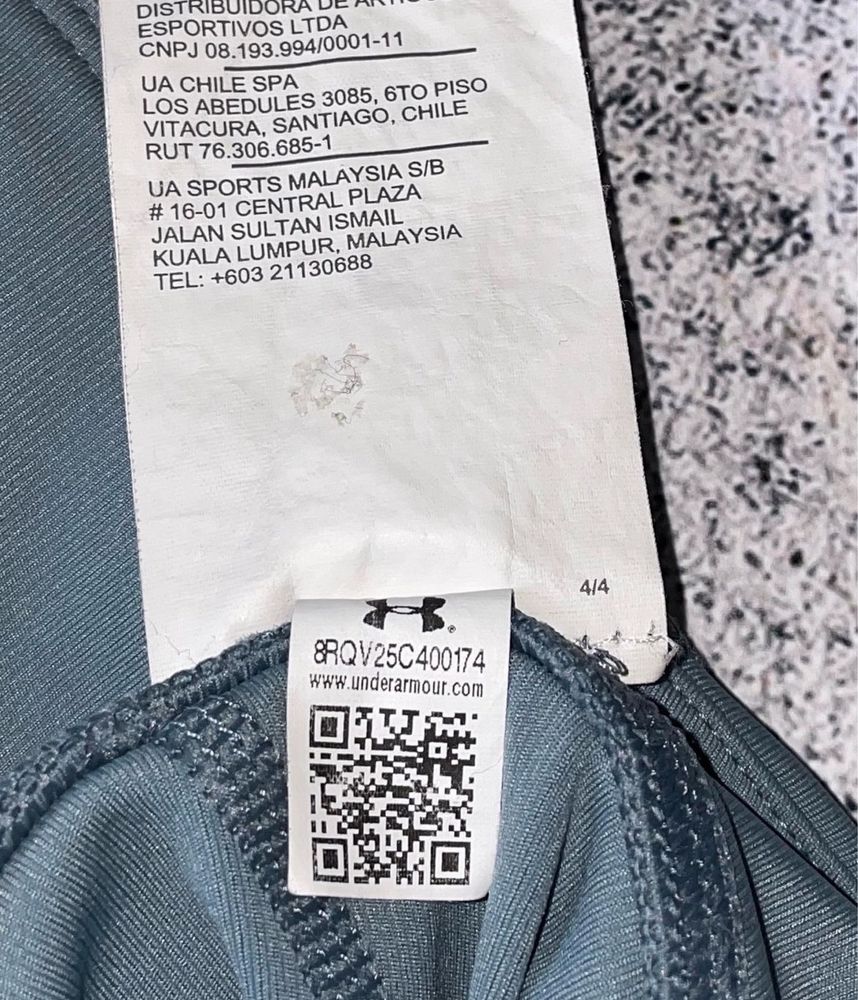 DISTRIBUIDORA DE
ESPORTIVOS LTDA
CNPJ 08.193.994/0001-11
UA CHILE SPA
LOS ABEDULES 3085, 6TO PISO
VITACURA, SANTIAGO, CHILE
RUT 76.306.685-1
UA SPORTS MALAYSIA S/B
# 16-01 CENTRAL PLAZA
JALAN SULTAN ISMAIL
KUALA LUMPUR, MALAYSIA
TEL: +603 21130688
4/4
8RQV25C400174
www.underarmour.com